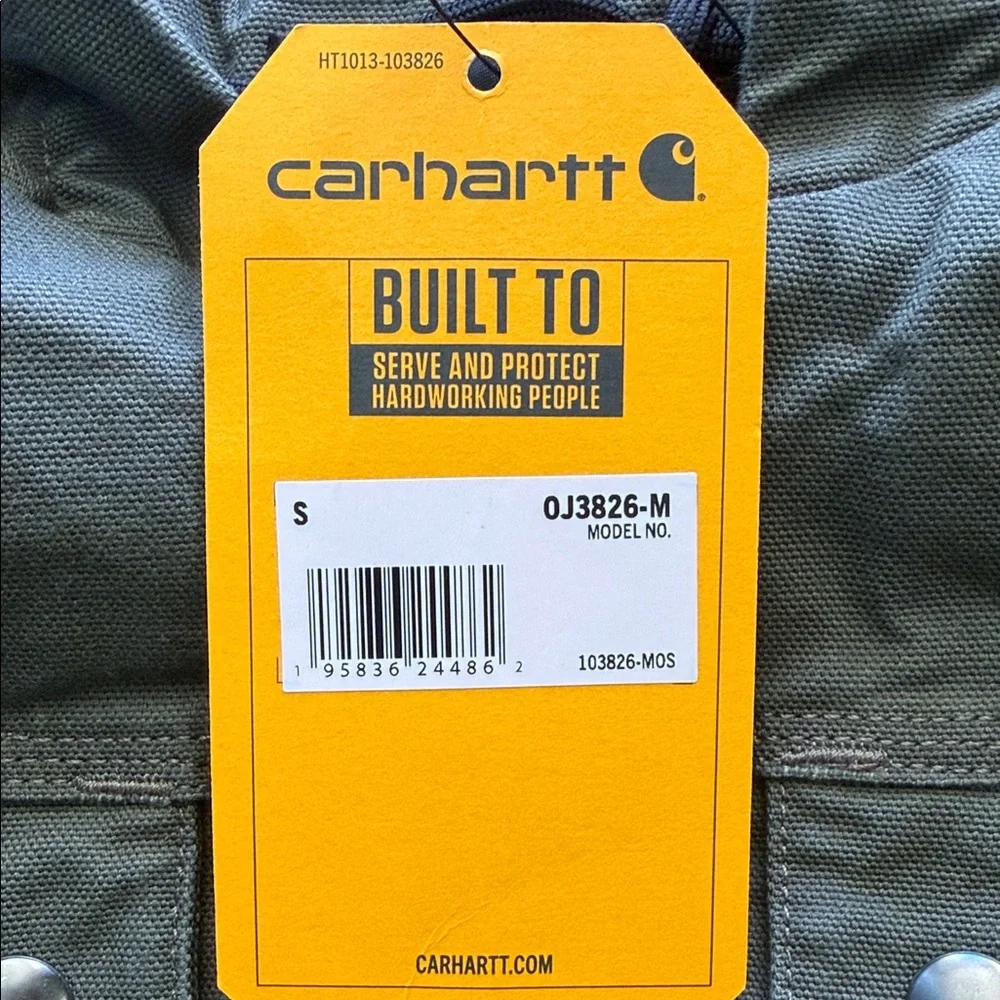 HT1013-103826
carhartt
BUILT TO
SERVE AND PROTECT
HARDWORKING PEOPLE
S
OJ3826-M
MODEL NO.
1 95836 24486 2
103826-MOS
CARHARTT.COM